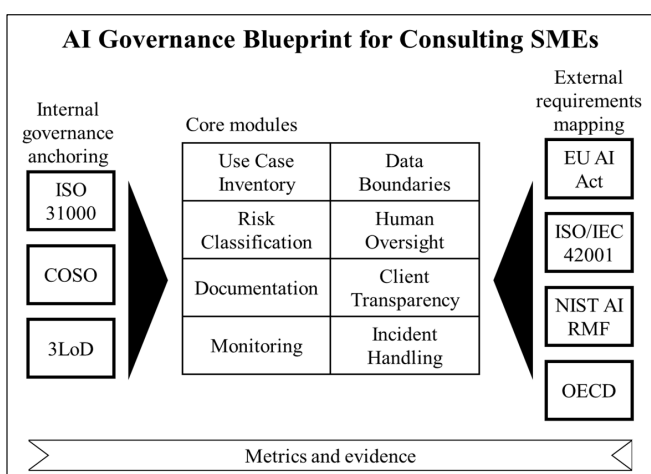 AI Governance Blueprint for Consulting SMEs
Internal
governance
anchoring
ISO
31000
COSO
3LoD
Core modules
Use Case
Inventory
Data
Boundaries
Risk
Classification
Human
Oversight
Documentation
Client
Transparency
Monitoring
Incident
Handling
External
requirements
mapping
EU AI
Act
ISO/IEC
42001
NIST AI
RMF
OECD
Metrics and evidence